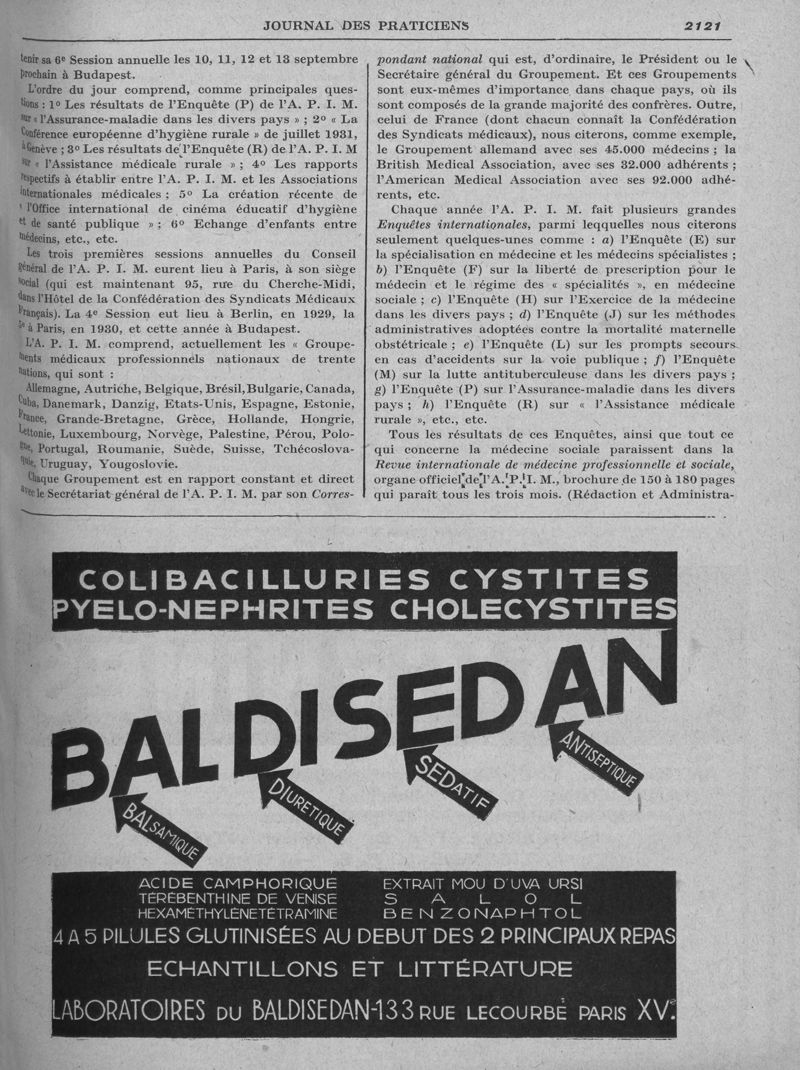 JOURNAL DES PRATICIENS 2121
tenir sa 6e Session annuelle les 10, 11, 12 et 13 septembre
prochain à Budapest.
L'ordre du jour comprend, comme principales ques-
tions : 1º Les résultats de l'Enquête (P) de l'A. P. I. M.
sur « l'Assurance-maladie dans les divers pays » ; 2º « La
Conférence européenne d'hygiène rurale » de juillet 1931,
à Genève ; 3º Les résultats de l'Enquête (R) de l'A. P. I. M
sur « l'Assistance médicale rurale » ; 4º Les rapports
respectifs à établir entre l'A. P. I. M. et les Associations
internationales médicales ; 5º La création récente de
l'Office international de cinéma éducatif d'hygiène
et de santé publique » ; 6º Echange d'enfants entre
médecins, etc., etc.
Les trois premières sessions annuelles du Conseil
général de l'A. P. I. M. eurent lieu à Paris, à son siège
social (qui est maintenant 95, rue du Cherche-Midi,
dans l'Hôtel de la Confédération des Syndicats Médicaux
Français). La 4e Session eut lieu à Berlin, en 1929, la
5e à Paris, en 1930, et cette année à Budapest.
L'A. P. I. M. comprend, actuellement les « Groupe-
ments médicaux professionnels nationaux de trente
nations, qui sont :
Allemagne, Autriche, Belgique, Brésil, Bulgarie, Canada,
Cuba, Danemark, Danzig, Etats-Unis, Espagne, Estonie,
France, Grande-Bretagne, Grèce, Hollande, Hongrie,
Lettonie, Luxembourg, Norvège, Palestine, Pérou, Polo-
gne, Portugal, Roumanie, Suède, Suisse, Tchécoslova-
quie, Uruguay, Yougoslovie.
Chaque Groupement est en rapport constant et direct
avec le Secrétariat général de l'A. P. I. M. par son Corres-
pondant national qui est, d'ordinaire, le Président ou le
Secrétaire général du Groupement. Et ces Groupements
sont eux-mêmes d'importance dans chaque pays, où ils
sont composés de la grande majorité des confrères. Outre,
celui de France (dont chacun connaît la Confédération
des Syndicats médicaux), nous citerons, comme exemple,
le Groupement allemand avec ses 45.000 médecins ; la
British Medical Association, avec ses 32.000 adhérents ;
l'American Medical Association avec ses 92.000 adhé-
rents, etc.
Chaque année l'A. P. I. M. fait plusieurs grandes
Enquêtes internationales, parmi leqquelles nous citerons
seulement quelques-unes comme : a) l'Enquête (E) sur
la spécialisation en médecine et les médecins spécialistes ;
b) l'Enquête (F) sur la liberté de prescription pour le
médecin et le régime des « spécialités », en médecine
sociale ; c) l'Enquête (H) sur l'Exercice de la médecine
dans les divers pays ; d) l'Enquête (J) sur les méthodes
administratives adoptées contre la mortalité maternelle
obstétricale ; e) l'Enquête (L) sur les prompts secours
en cas d'accidents sur la voie publique ; f) l'Enquête
(M) sur la lutte antituberculeuse dans les divers pays ;
g) l'Enquête (P) sur l'Assurance-maladie dans les divers
pays ; h) l'Enquête (R) sur « l'Assistance médicale
rurale », etc., etc.
Tous les résultats de ces Enquêtes, ainsi que tout ce
qui concerne la médecine sociale paraissent dans la
Revue internationale de médecine professionnelle et sociale,
organe officiel de l'A. P. I. M., brochure de 150 à 180 pages
qui paraît tous les trois mois. (Rédaction et Administra-
COLIBACILLURIES CYSTITES
PYELO-NEPHRITES CHOLECYSTITES
BALDISEDAN
BALSAMIQUE
DIURETIQUE
SEDATIF
ANTISEPTIQUE
ACIDE CAMPHORIQUE EXTRAIT MOU D'UVA URSI
TÉRÉBENTHINE DE VENISE SALOL
HEXAMÉTHYLÈNETÉTRAMINE BENZONAPHTOL
4 A 5 PILULES GLUTINISÉES AU DEBUT DES 2 PRINCIPAUX REPAS
ECHANTILLONS ET LITTÉRATURE
LABORATOIRES DU BALDISEDAN-133 RUE LECOURBE PARIS XVe.